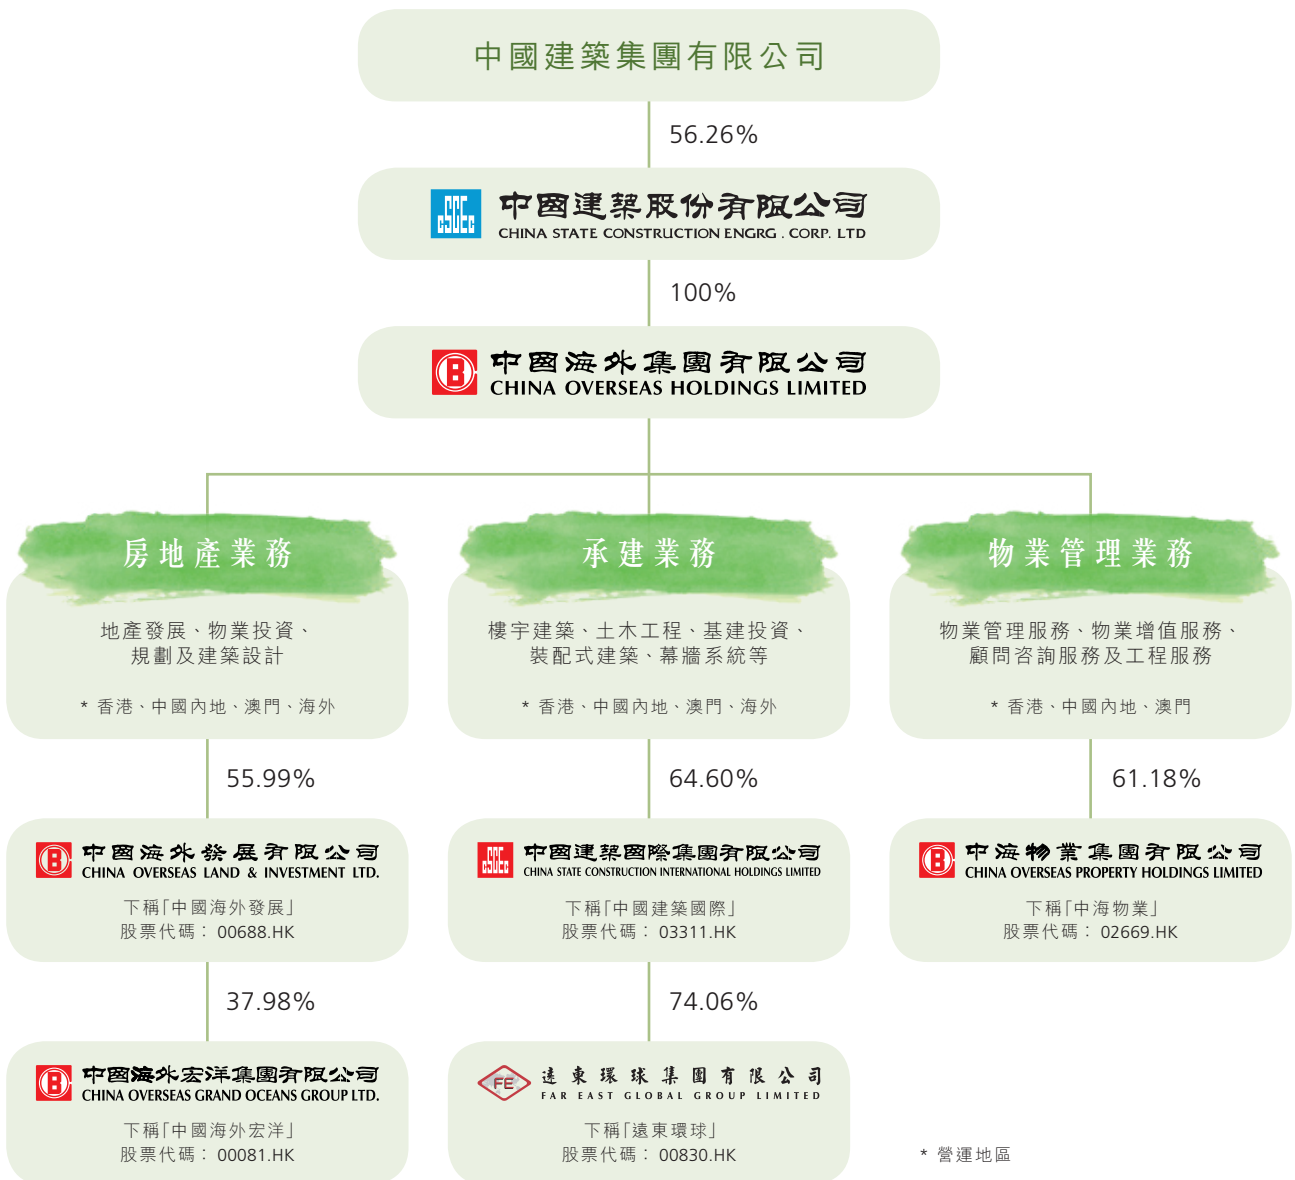 中國建築集團有限公司
56.26%
中國建築股份有限公司
CHINA STATE CONSTRUCTION ENGRG . CORP. LTD
100%
中國海外集團有限公司
CHINA OVERSEAS HOLDINGS LIMITED
房地產業務
地產發展、物業投資、
規劃及建築設計
* 香港、中國內地、澳門、海外
55.99%
中國海外發展有限公司
CHINA OVERSEAS LAND & INVESTMENT LTD.
下稱「中國海外發展」
股票代碼：00688.HK
37.98%
中國海外宏洋集團有限公司
CHINA OVERSEAS GRAND OCEANS GROUP LTD.
下稱「中國海外宏洋」
股票代碼：00081.HK
承建業務
樓宇建築、土木工程、基建投資、
裝配式建築、幕牆系統等
* 香港、中國內地、澳門、海外
64.60%
中國建築國際集團有限公司
CHINA STATE CONSTRUCTION INTERNATIONAL HOLDINGS LIMITED
下稱「中國建築國際」
股票代碼：03311.HK
74.06%
FE
遠東環球集團有限公司
FAR EAST GLOBAL GROUP LIMITED
下稱「遠東環球」
股票代碼：00830.HK
物業管理業務
物業管理服務、物業增值服務、
顧問咨詢服務及工程服務
* 香港、中國內地、澳門
61.18%
中海物業集團有限公司
CHINA OVERSEAS PROPERTY HOLDINGS LIMITED
下稱「中海物業」
股票代碼：02669.HK
* 營運地區